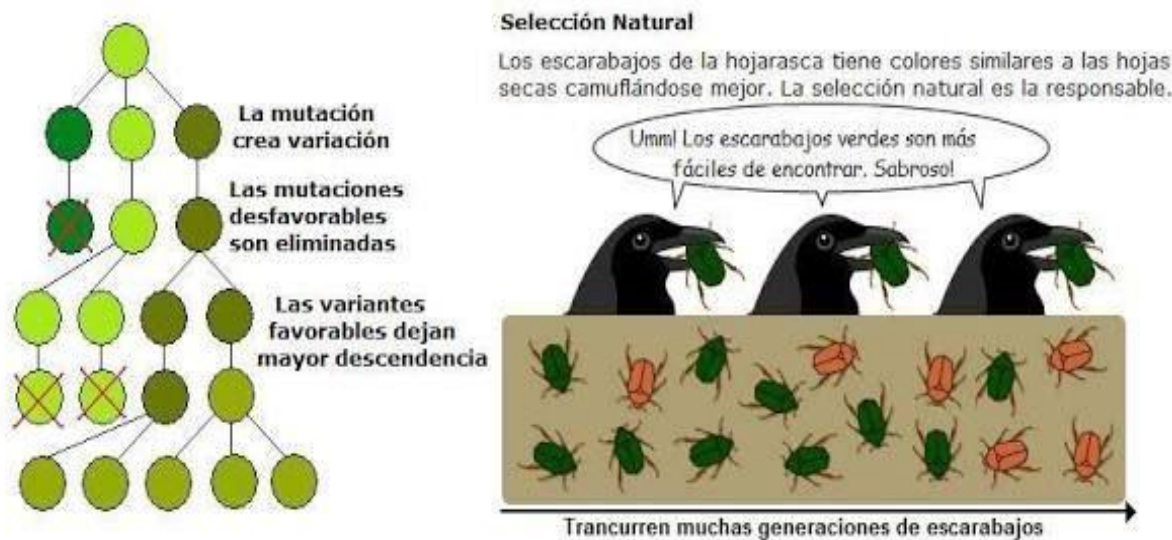 La mutación
crea variación
Las mutaciones
desfavorables
son eliminadas
Las variantes
favorables dejan
mayor descendencia
Selección Natural
Los escarabajos de la hojarasca tiene colores similares a las hojas
secas camuflándose mejor. La selección natural es la responsable.
Umm! Los escarabajos verdes son más
fáciles de encontrar. Sabroso!
Trancurren muchas generaciones de escarabajos